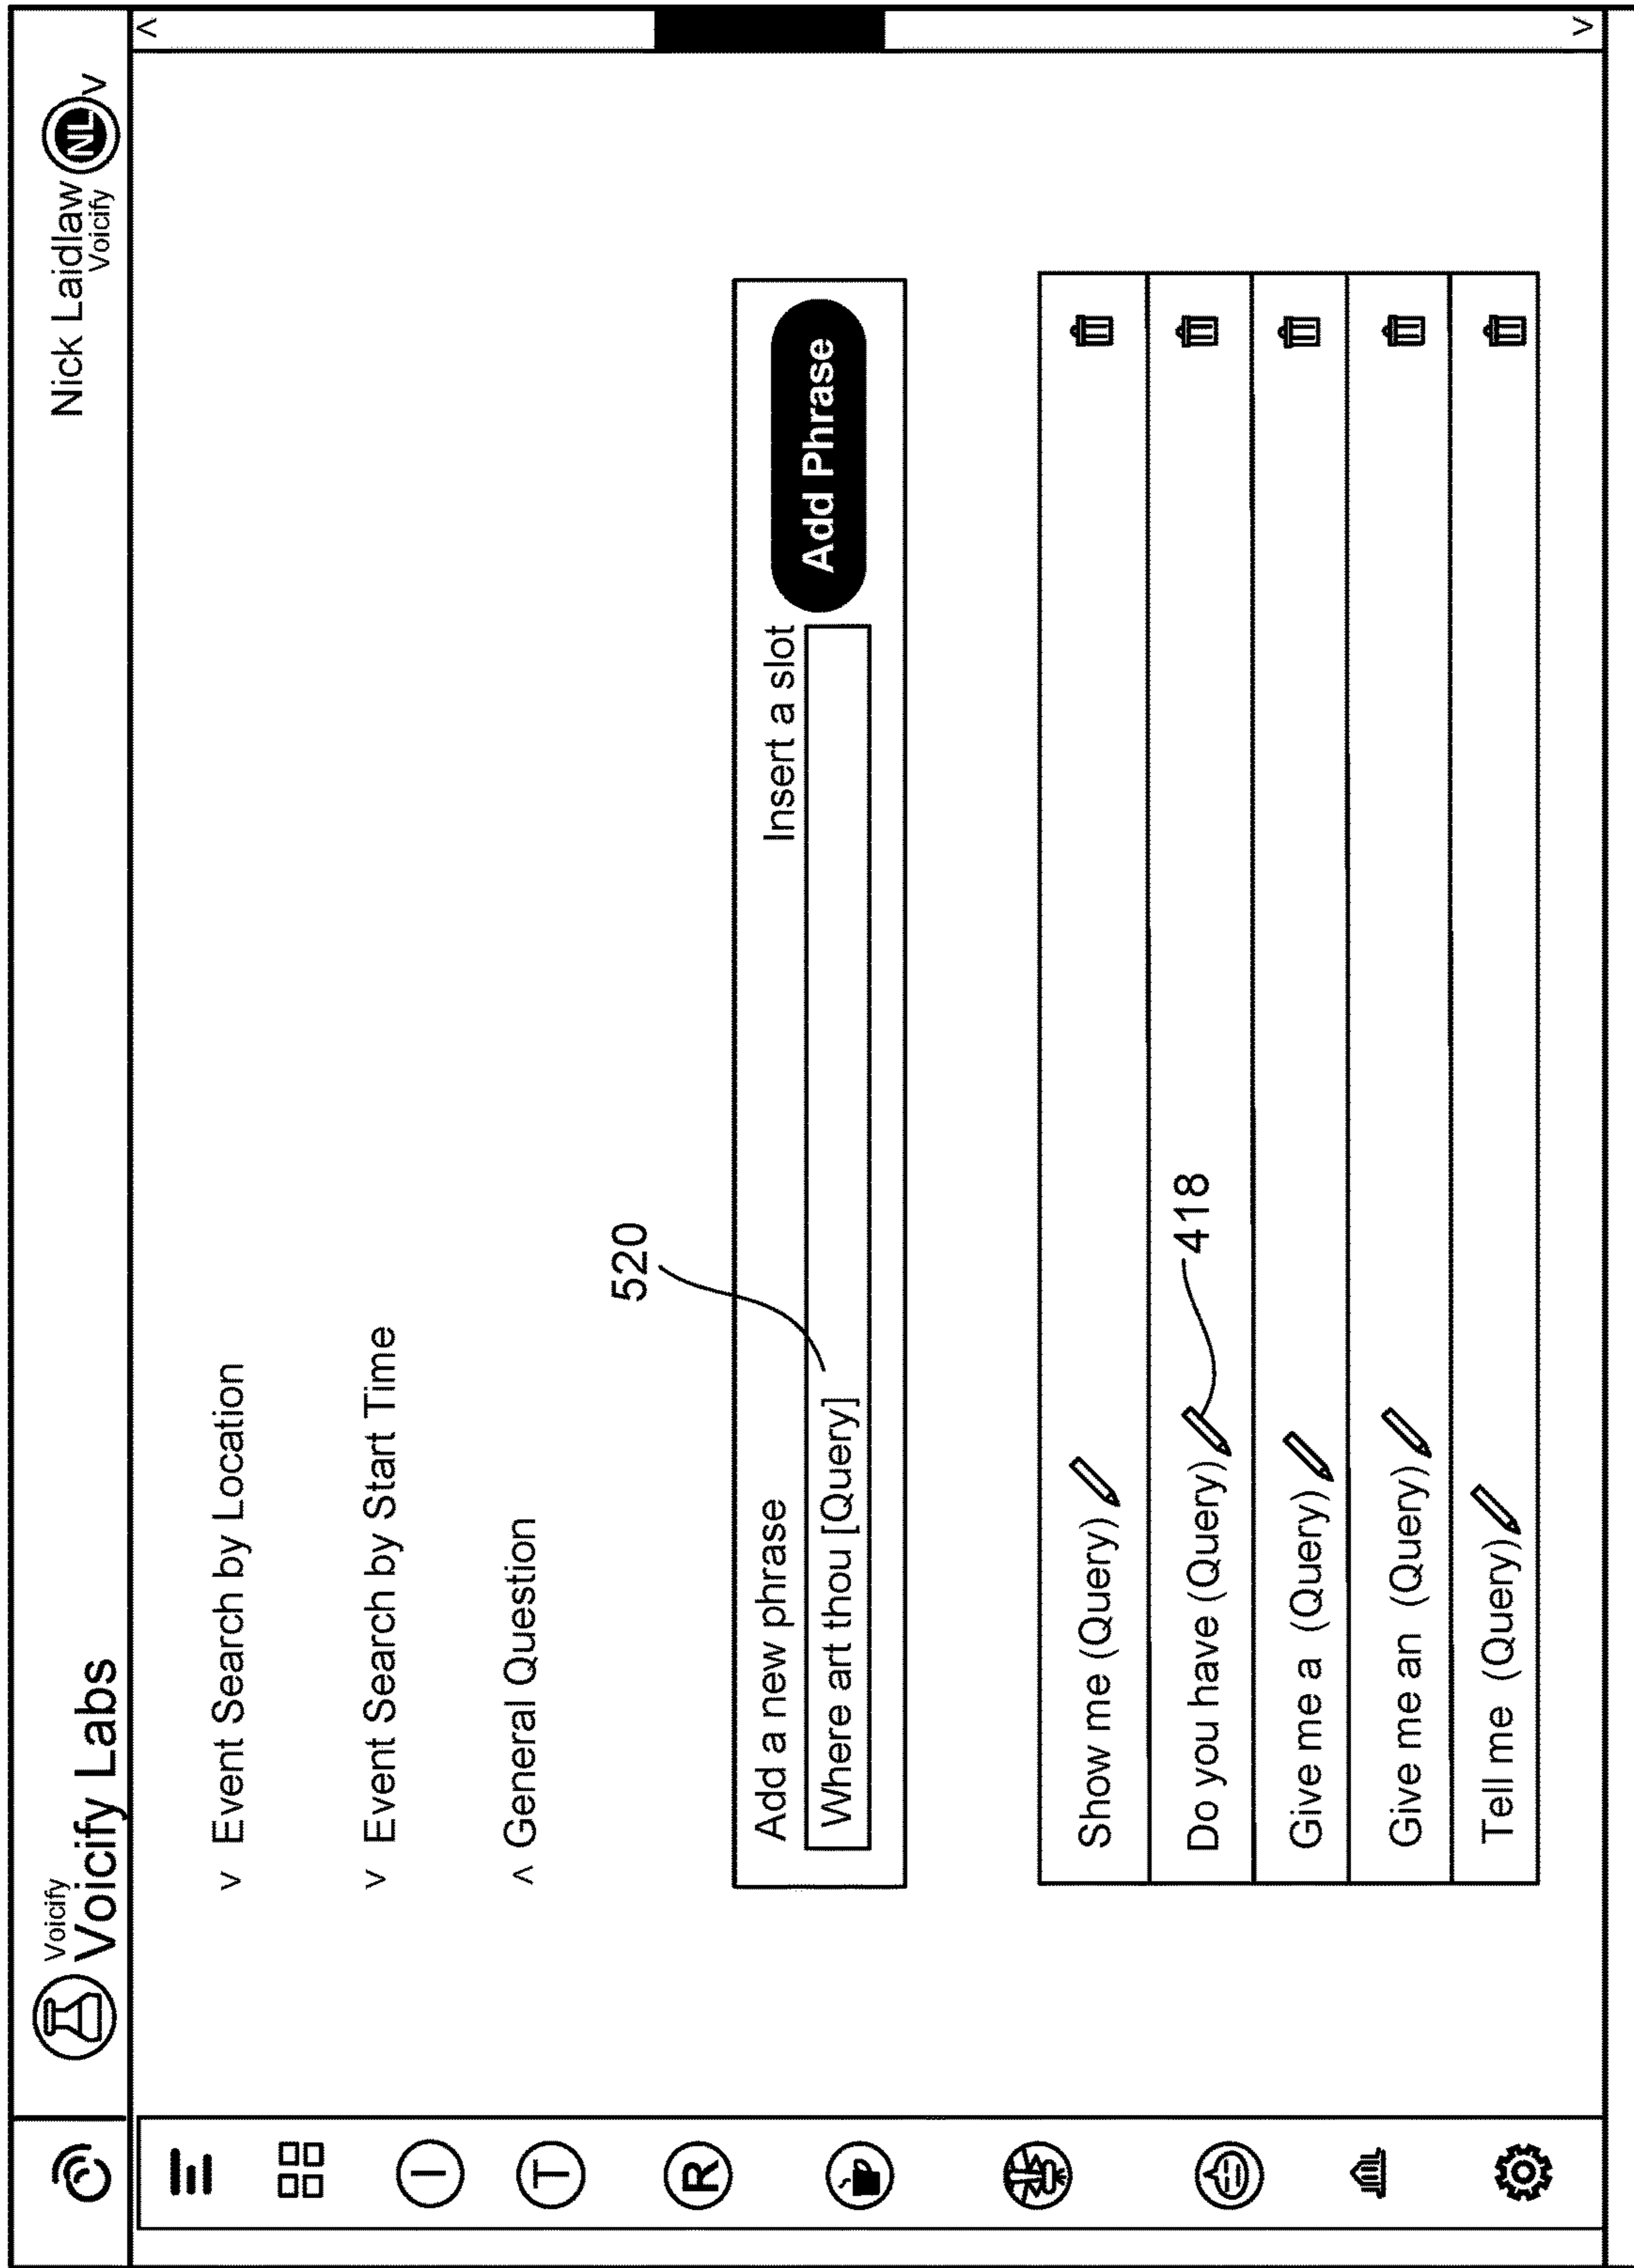 Voicify
Voicify Labs
Nick Laidlaw
Voicify
NL
v
v Event Search by Location
v Event Search by Start Time
^ General Question
520
Add a new phrase
Insert a slot
Where art thou [Query]
Add Phrase
Show me (Query)
Do you have (Query)
418
Give me a (Query)
Give me an (Query)
Tell me (Query)
I
T
R